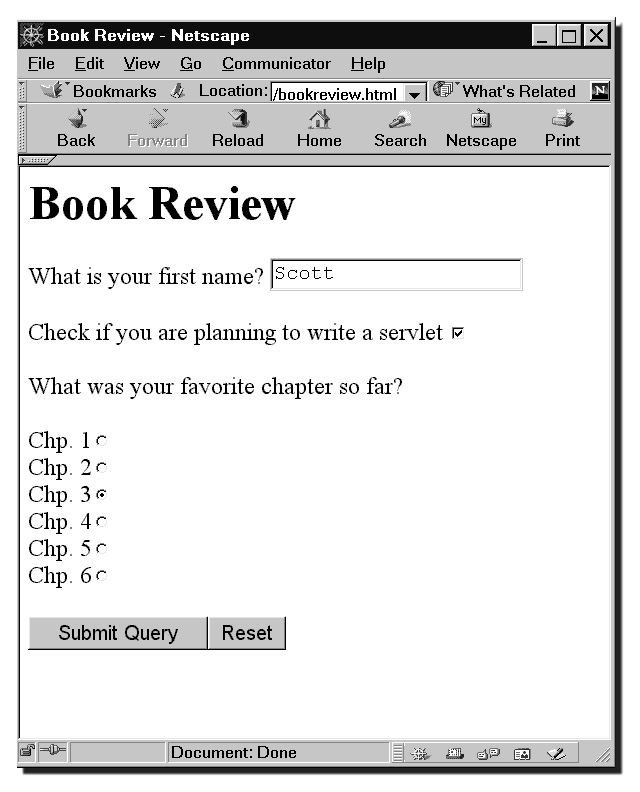 Book Review - Netscape
File Edit View Go Communicator Help
Bookmarks Location: /bookreview.html What's Related N
Back Forward Reload Home Search My Netscape Print
Book Review
What is your first name? Scott
Check if you are planning to write a servlet
What was your favorite chapter so far?
Chp. 1
Chp. 2
Chp. 3
Chp. 4
Chp. 5
Chp. 6
Submit Query Reset
Document: Done